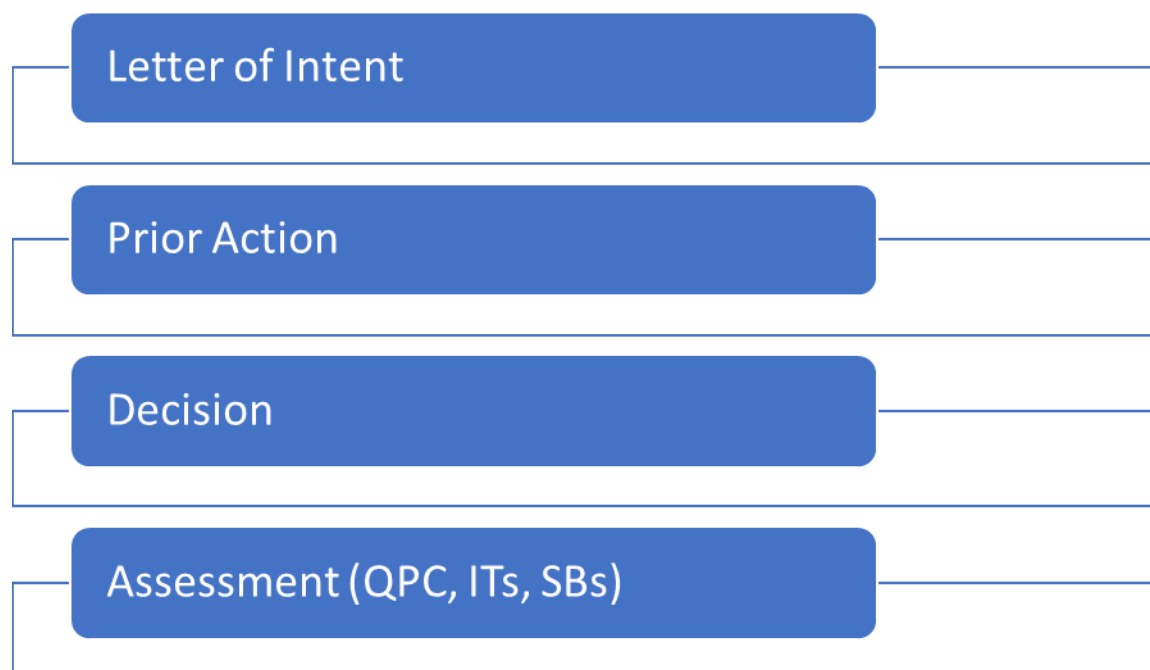 Letter of Intent
Prior Action
Decision
Assessment (QPC, ITs, SBs)